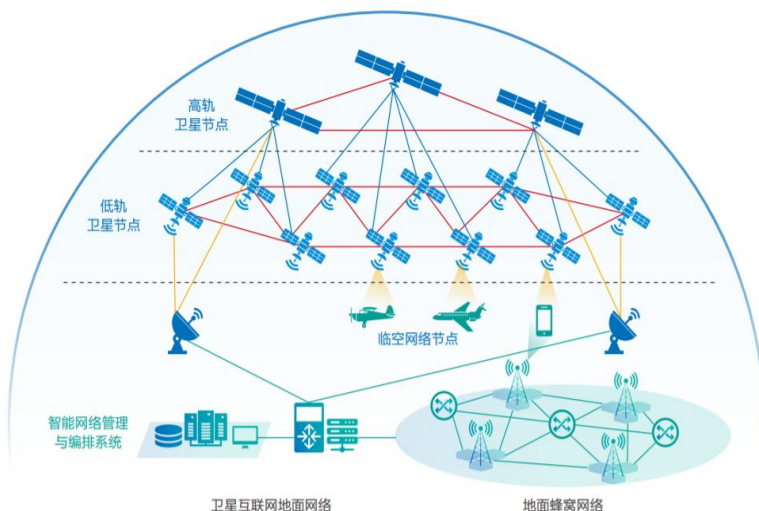 高轨
卫星节点
低轨
卫星节点
临空网络节点
智能网络管理
与编排系统
卫星互联网地面网络
地面蜂窝网络